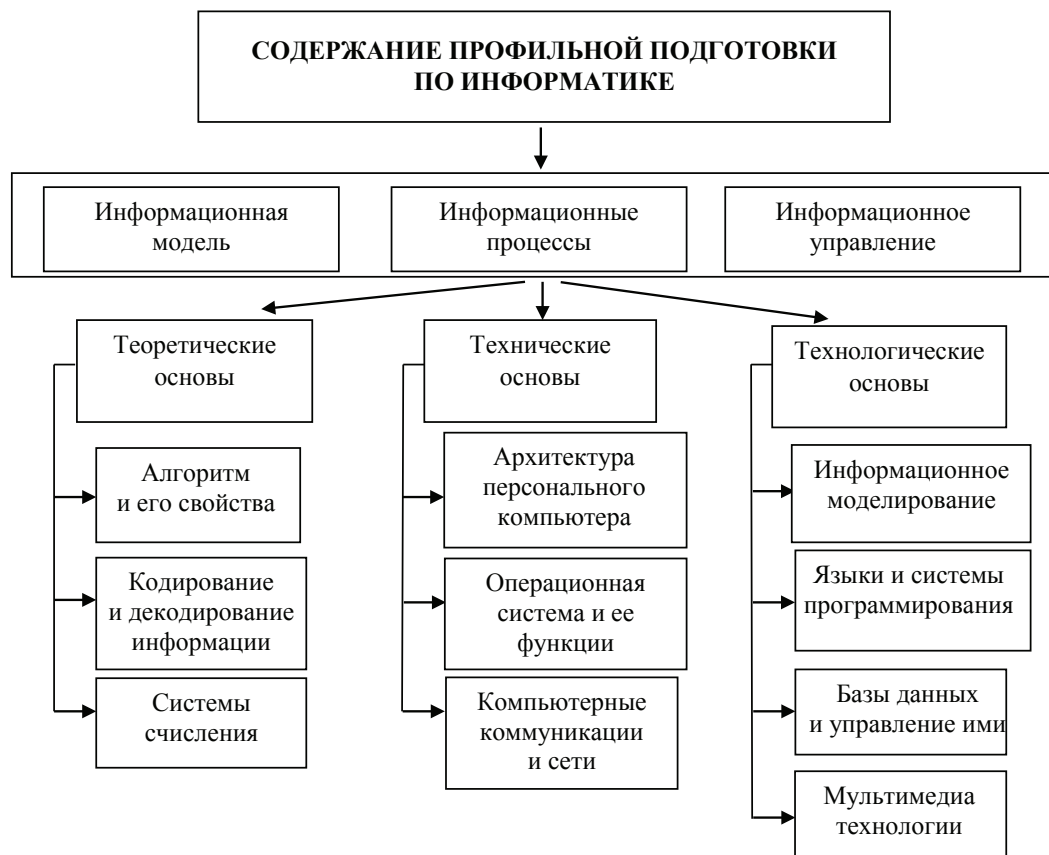 СОДЕРЖАНИЕ ПРОФИЛЬНОЙ ПОДГОТОВКИ
ПО ИНФОРМАТИКЕ
Информационная
модель
Информационные
процессы
Информационное
управление
Теоретические
основы
Алгоритм
и его свойства
Кодирование
и декодирование
информации
Системы
счисления
Технические
основы
Архитектура
персонального
компьютера
Операционная
система и ее
функции
Компьютерные
коммуникации
и сети
Технологические
основы
Информационное
моделирование
Языки и системы
программирования
Базы данных
и управление ими
Мультимедиа
технологии